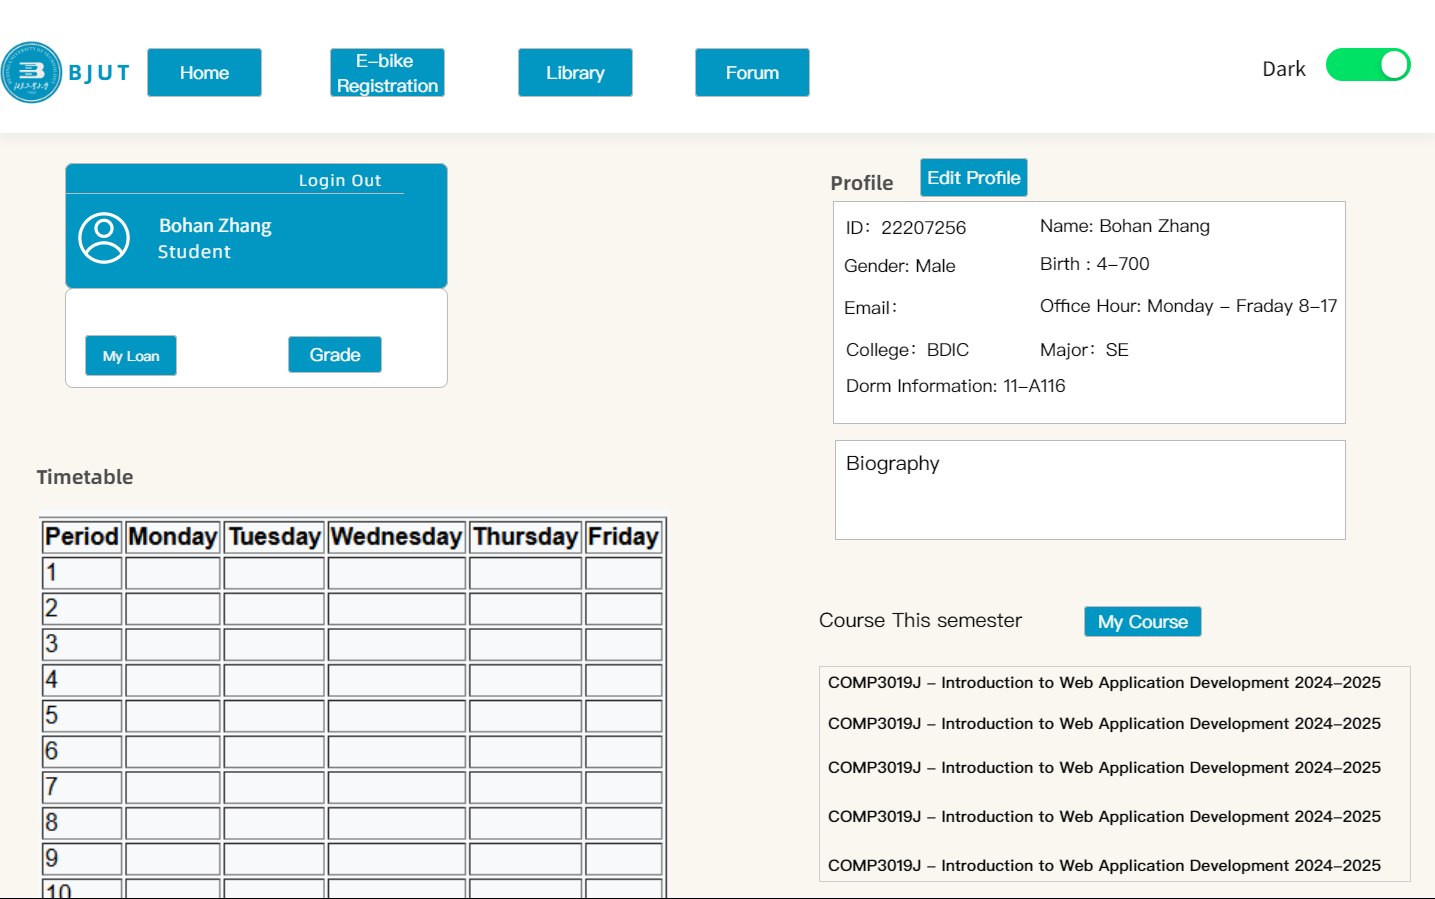 BJUT
Home
E-bike
Registration
Library
Forum
Dark
Login Out
Bohan Zhang
Student
My Loan
Grade
Profile
Edit Profile
ID: 22207256
Name: Bohan Zhang
Gender: Male
Birth : 4-700
Email:
Office Hour: Monday - Fraday 8-17
College: BDIC
Major: SE
Dorm Information: 11-A116
Biography
Timetable
Period Monday Tuesday Wednesday Thursday Friday
1
2
3
4
5
6
7
8
9
10
Course This semester
My Course
COMP3019J - Introduction to Web Application Development 2024-2025
COMP3019J - Introduction to Web Application Development 2024-2025
COMP3019J - Introduction to Web Application Development 2024-2025
COMP3019J - Introduction to Web Application Development 2024-2025
COMP3019J - Introduction to Web Application Development 2024-2025